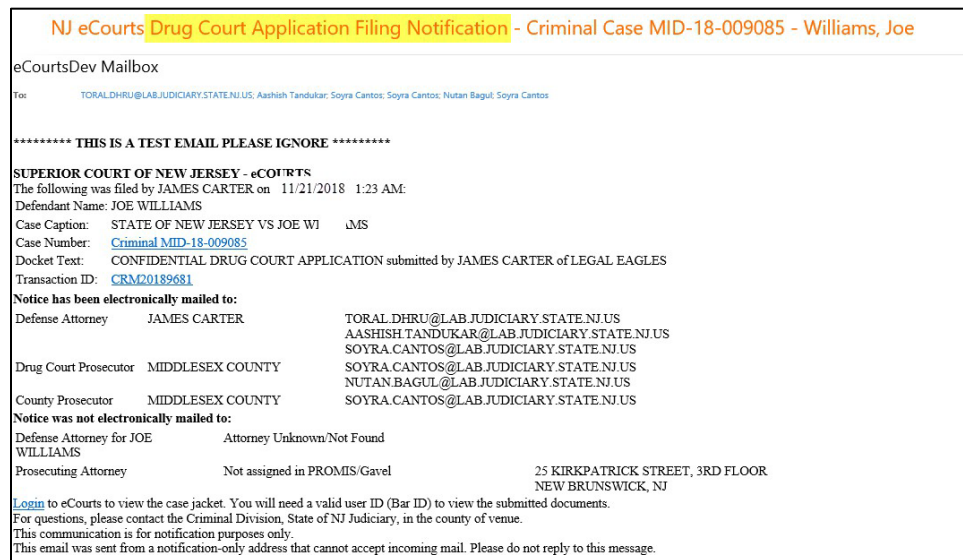 NJ eCourts Drug Court Application Filing Notification - Criminal Case MID-18-009085 - Williams, Joe
eCourtsDev Mailbox
To: TORAL.DHRU@LAB.JUDICIARY.STATE.NJ.US; Aashish Tandukar; Soyra Cantos; Soyra Cantos; Nutan Bagul; Soyra Cantos
********* THIS IS A TEST EMAIL PLEASE IGNORE *********
SUPERIOR COURT OF NEW JERSEY - eCOURTS
The following was filed by JAMES CARTER on 11/21/2018 1:23 AM:
Defendant Name: JOE WILLIAMS
Case Caption: STATE OF NEW JERSEY VS JOE WI AMS
Case Number: Criminal MID-18-009085
Docket Text: CONFIDENTIAL DRUG COURT APPLICATION submitted by JAMES CARTER of LEGAL EAGLES
Transaction ID: CRM20189681
Notice has been electronically mailed to:
Defense Attorney JAMES CARTER TORAL.DHRU@LAB.JUDICIARY.STATE.NJ.US
AASHISH.TANDUKAR@LAB.JUDICIARY.STATE.NJ.US
SOYRA.CANTOS@LAB.JUDICIARY.STATE.NJ.US
Drug Court Prosecutor MIDDLESEX COUNTY SOYRA.CANTOS@LAB.JUDICIARY.STATE.NJ.US
NUTAN.BAGUL@LAB.JUDICIARY.STATE.NJ.US
County Prosecutor MIDDLESEX COUNTY SOYRA.CANTOS@LAB.JUDICIARY.STATE.NJ.US
Notice was not electronically mailed to:
Defense Attorney for JOE Attorney Unknown/Not Found
WILLIAMS
Prosecuting Attorney Not assigned in PROMIS/Gavel 25 KIRKPATRICK STREET, 3RD FLOOR
NEW BRUNSWICK, NJ
Login to eCourts to view the case jacket. You will need a valid user ID (Bar ID) to view the submitted documents.
For questions, please contact the Criminal Division, State of NJ Judiciary, in the county of venue.
This communication is for notification purposes only.
This email was sent from a notification-only address that cannot accept incoming mail. Please do not reply to this message.